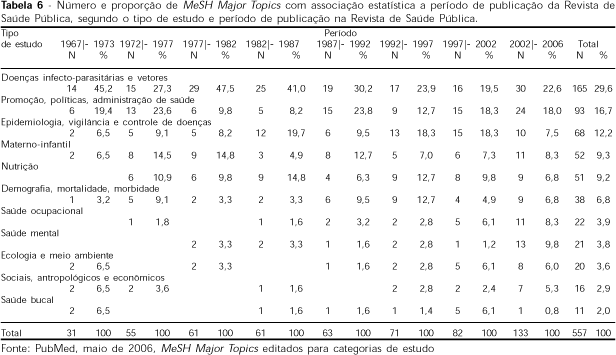 Tabela 6 - Número e proporção de MeSH Major Topics com associação estatística a período de publicação da Revista de
Saúde Pública, segundo o tipo de estudo e período de publicação na Revista de Saúde Pública.
Tipo Período
de estudo 1967|-1973 1972|-1977 1977|-1982 1982|-1987 1987|-1992 1992|-1997 1997|-2002 2002|-2006 Total
N % N % N % N % N % N % N % N % N %
Doenças infecto-parasitárias e vetores
14 45,2 15 27,3 29 47,5 25 41,0 19 30,2 17 23,9 16 19,5 30 22,6 165 29,6
Promoção, políticas, administração de saúde
6 19,4 13 23,6 6 9,8 5 8,2 15 23,8 9 12,7 15 18,3 24 18,0 93 16,7
Epidemiologia, vigilância e controle de doenças
2 6,5 5 9,1 5 8,2 12 19,7 6 9,5 13 18,3 15 18,3 10 7,5 68 12,2
Materno-infantil
2 6,5 8 14,5 9 14,8 3 4,9 8 12,7 5 7,0 6 7,3 11 8,3 52 9,3
Nutrição
6 10,9 6 9,8 9 14,8 4 6,3 9 12,7 8 9,8 9 6,8 51 9,2
Demografia, mortalidade, morbidade
1 3,2 5 9,1 2 3,3 2 3,3 6 9,5 9 12,7 4 4,9 9 6,8 38 6,8
Saúde ocupacional
1 1,8 1 1,6 2 3,2 2 2,8 5 6,1 11 8,3 22 3,9
Saúde mental
2 3,3 2 3,3 1 1,6 2 2,8 1 1,2 13 9,8 21 3,8
Ecologia e meio ambiente
2 6,5 2 3,3 1 1,6 2 2,8 5 6,1 8 6,0 20 3,6
Sociais, antropológicos e econômicos
2 6,5 2 3,6 1 1,6 2 2,8 2 2,4 7 5,3 16 2,9
Saúde bucal
2 6,5 1 1,6 1 1,6 1 1,4 5 6,1 1 0,8 11 2,0
Total 31 100 55 100 61 100 61 100 63 100 71 100 82 100 133 100 557 100
Fonte: PubMed, maio de 2006, MeSH Major Topics editados para categorias de estudo